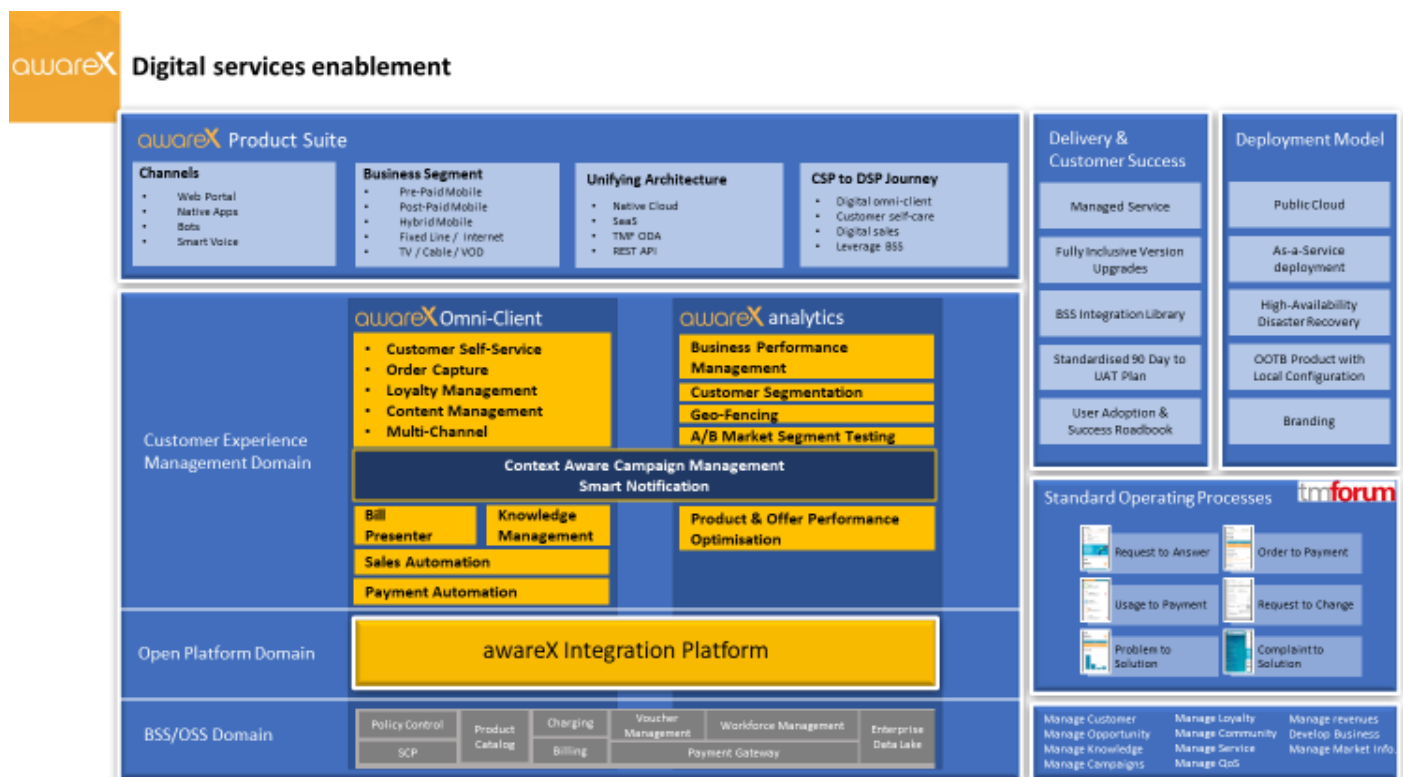 awareX Digital services enablement
awareX Product Suite
Channels
• Web Portal
• Native Apps
• Bots
• Smart Voice
Business Segment
• Pre-Paid Mobile
• Post-Paid Mobile
• Hybrid Mobile
• Fixed Line / Internet
• TV / Cable / VOD
Unifying Architecture
• Native Cloud
• SaaS
• TMF ODA
• REST API
CSP to DSP Journey
• Digital omni-client
• Customer self-care
• Digital sales
• Leverage BSS
Delivery &
Customer Success
Managed Service
Fully Inclusive Version
Upgrades
BSS Integration Library
Standardised 90 Day to
UAT Plan
User Adoption &
Success Roadbook
Deployment Model
Public Cloud
As-a-Service
deployment
High-Availability
Disaster Recovery
OOTB Product with
Local Configuration
Branding
Customer Experience
Management Domain
awareX Omni-Client
• Customer Self-Service
• Order Capture
• Loyalty Management
• Content Management
• Multi-Channel
awareX analytics
Business Performance
Management
Customer Segmentation
Geo-Fencing
A/B Market Segment Testing
Context Aware Campaign Management
Smart Notification
Bill
Presenter
Knowledge
Management
Sales Automation
Payment Automation
Product & Offer Performance
Optimisation
Open Platform Domain
awareX Integration Platform
BSS/OSS Domain
Policy Control
SCP
Product
Catalog
Charging
Billing
Voucher
Management
Workforce Management
Payment Gateway
Enterprise
Data Lake
Standard Operating Processes
tmforum
Request to Answer
Order to Payment
Usage to Payment
Request to Change
Problem to
Solution
Complaint to
Solution
Manage Customer
Manage Opportunity
Manage Knowledge
Manage Campaigns
Manage Loyalty
Manage Community
Manage Service
Manage QoS
Manage revenues
Develop Business
Manage Market Info.